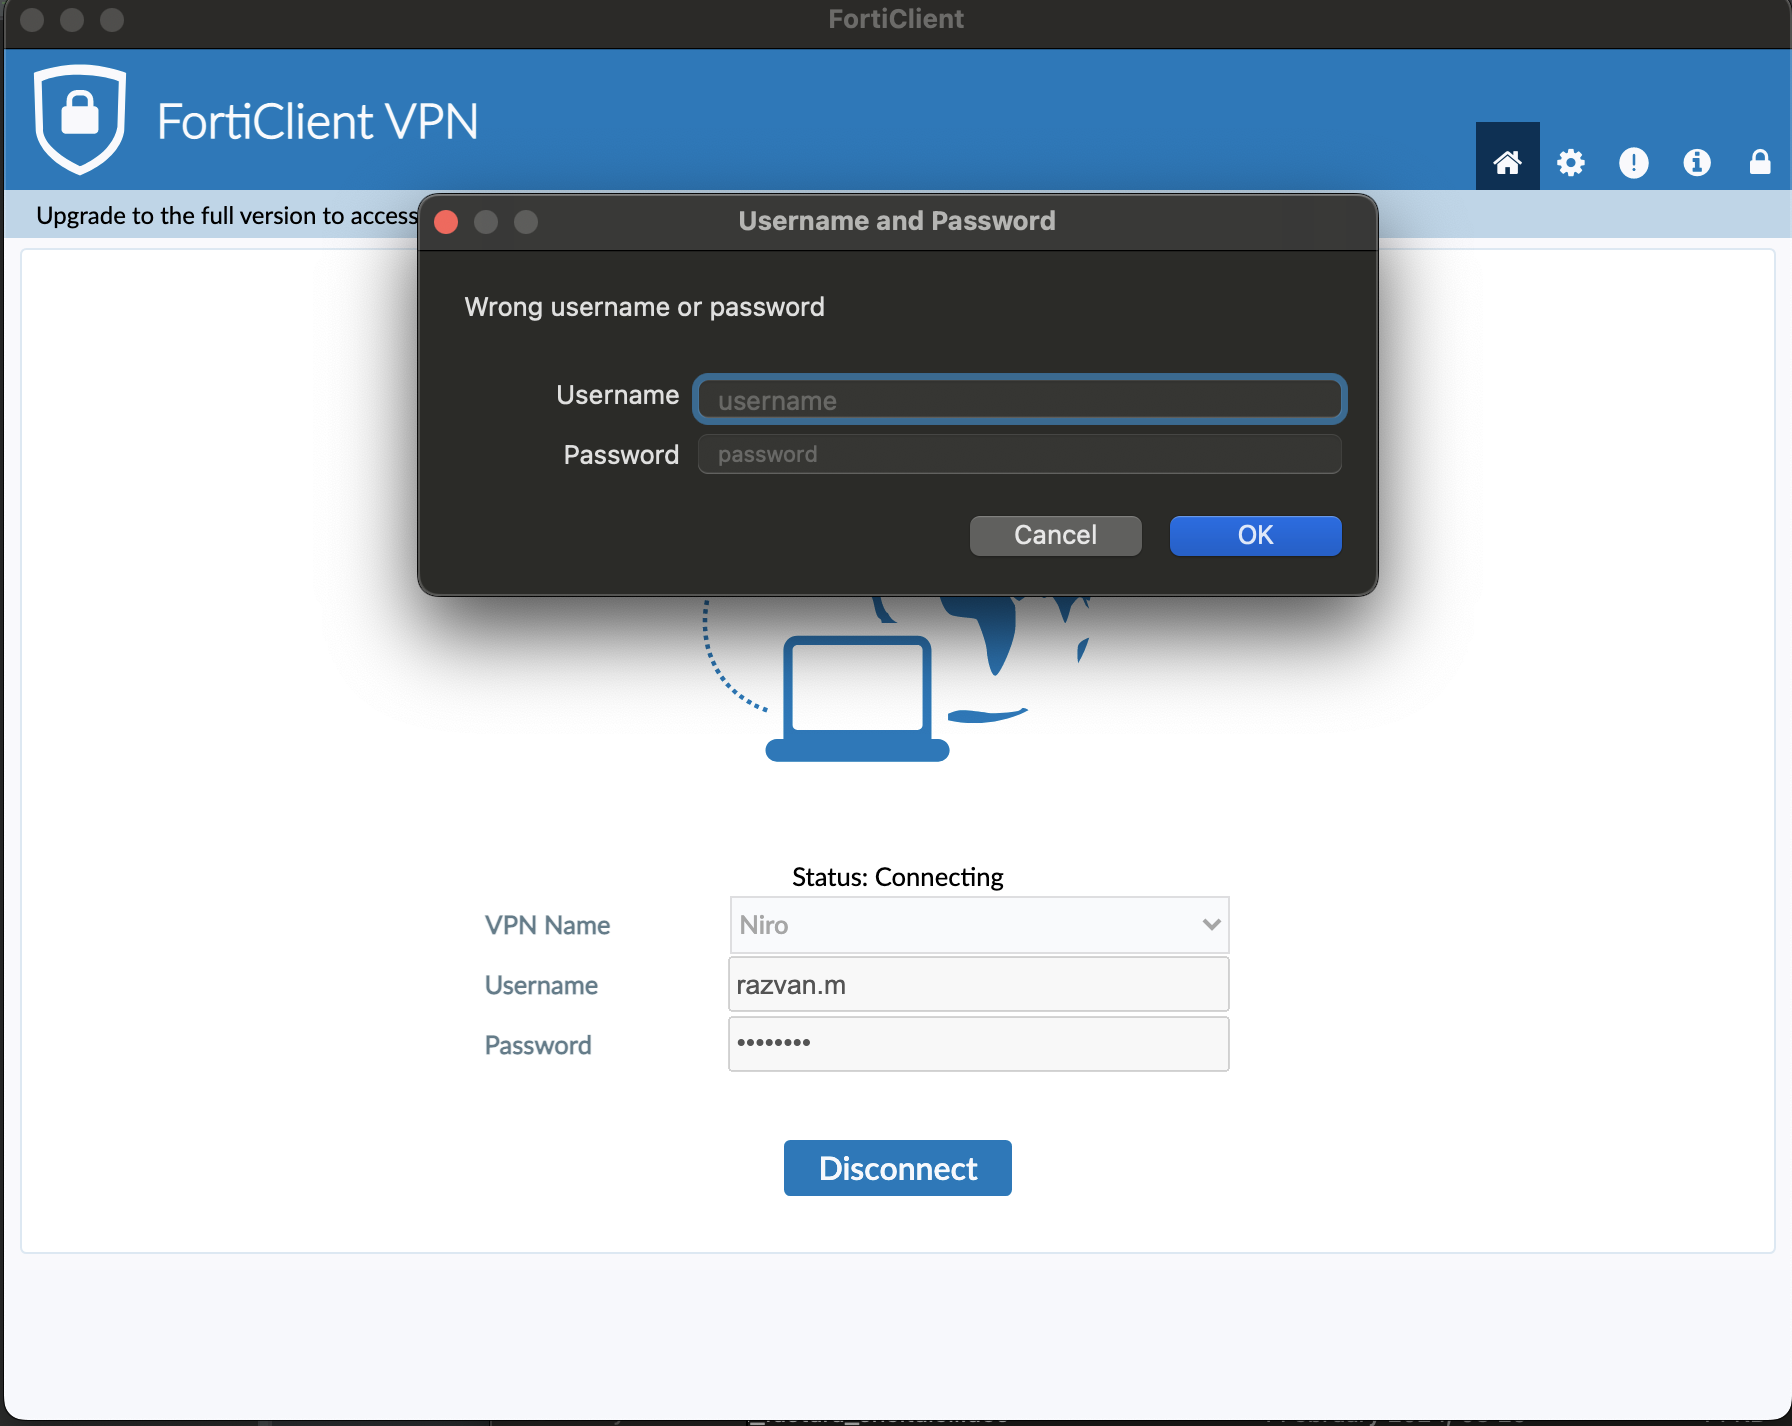 FortiClient
FortiClient VPN
Upgrade to the full version to access
Username and Password
Wrong username or password
Username username
Password password
Cancel OK
Status: Connecting
VPN Name Niro
Username razvan.m
Password ••••••••
Disconnect